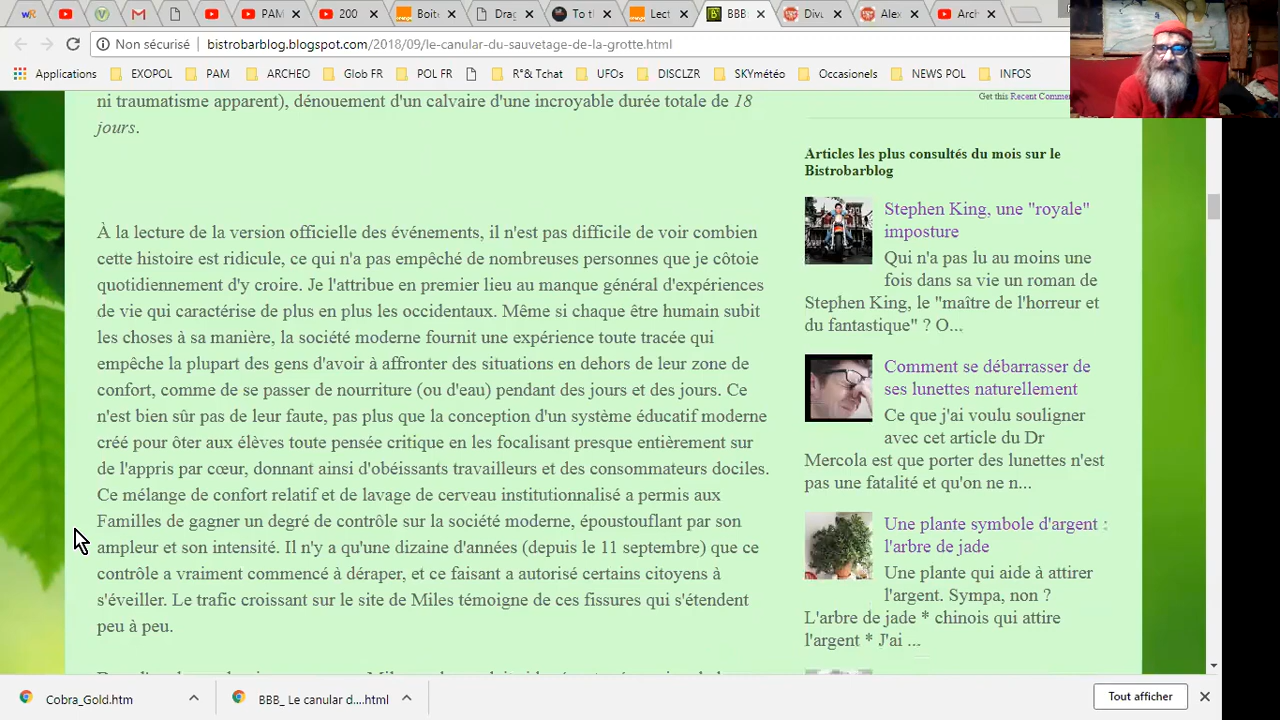 PAM
200
Boîte
Drag
To th
Lect
BBB
Divu
Alex
Arch
Non sécurisé
bistrobarblog.blogspot.com/2018/09/le-canular-du-sauvetage-de-la-grotte.html
Applications
EXOPOL
PAM
ARCHEO
Glob FR
POL FR
R°& Tchat
UFOs
DISCLZR
SKYmétéo
Occasionels
NEWS POL
INFOS
ni traumatisme apparent), dénouement d'un calvaire d'une incroyable durée totale de 18
jours.
À la lecture de la version officielle des événements, il n'est pas difficile de voir combien
cette histoire est ridicule, ce qui n'a pas empêché de nombreuses personnes que je côtoie
quotidiennement d'y croire. Je l'attribue en premier lieu au manque général d'expériences
de vie qui caractérise de plus en plus les occidentaux. Même si chaque être humain subit
les choses à sa manière, la société moderne fournit une expérience toute tracée qui
empêche la plupart des gens d'avoir à affronter des situations en dehors de leur zone de
confort, comme de se passer de nourriture (ou d'eau) pendant des jours et des jours. Ce
n'est bien sûr pas de leur faute, pas plus que la conception d'un système éducatif moderne
créé pour ôter aux élèves toute pensée critique en les focalisant presque entièrement sur
de l'appris par cœur, donnant ainsi d'obéissants travailleurs et des consommateurs dociles.
Ce mélange de confort relatif et de lavage de cerveau institutionnalisé a permis aux
Familles de gagner un degré de contrôle sur la société moderne, époustouflant par son
ampleur et son intensité. Il n'y a qu'une dizaine d'années (depuis le 11 septembre) que ce
contrôle a vraiment commencé à déraper, et ce faisant a autorisé certains citoyens à
s'éveiller. Le trafic croissant sur le site de Miles témoigne de ces fissures qui s'étendent
peu à peu.
Get this Recent Comme
Articles les plus consultés du mois sur le
Bistrobarblog
Stephen King, une "royale"
imposture
Qui n'a pas lu au moins une
fois dans sa vie un roman de
Stephen King, le "maître de l'horreur et
du fantastique" ? O...
Comment se débarrasser de
ses lunettes naturellement
Ce que j'ai voulu souligner
avec cet article du Dr
Mercola est que porter des lunettes n'est
pas une fatalité et qu'on ne n...
Une plante symbole d'argent :
l'arbre de jade
Une plante qui aide à attirer
l'argent. Sympa, non ?
L'arbre de jade * chinois qui attire
l'argent * J'ai ...
Cobra_Gold.htm
BBB_ Le canular d....html
Tout afficher